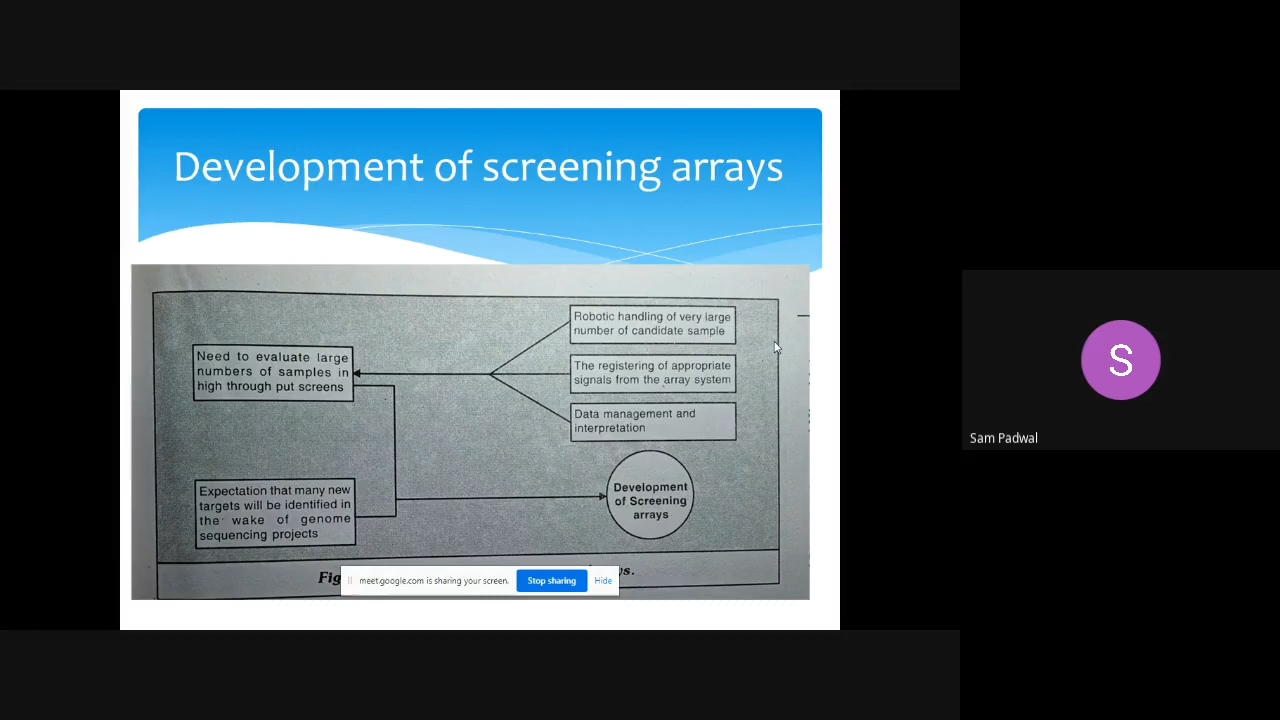 Development of screening arrays
Robotic handling of very large
number of candidate sample
Need to evaluate large
numbers of samples in
high through put screens
The registering of appropriate
signals from the array system
Data management and
interpretation
Expectation that many new
targets will be identified in
the wake of genome
sequencing projects
Development
of Screening
arrays
meet.google.com is sharing your screen.
Stop sharing
Hide
S
Sam Padwal